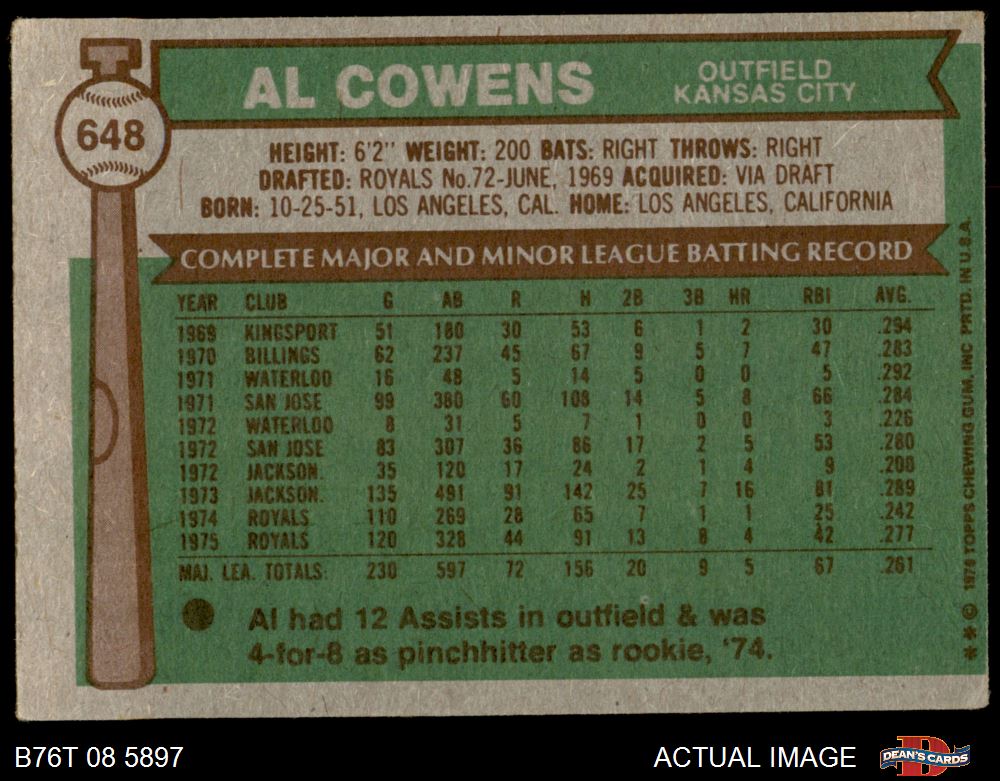 AL COWENS
OUTFIELD
KANSAS CITY
648
HEIGHT: 6'2" WEIGHT: 200 BATS: RIGHT THROWS: RIGHT
DRAFTED: ROYALS No.72-JUNE, 1969 ACQUIRED: VIA DRAFT
BORN: 10-25-51, LOS ANGELES, CAL. HOME: LOS ANGELES, CALIFORNIA
COMPLETE MAJOR AND MINOR LEAGUE BATTING RECORD
YEAR CLUB G AB R H 2B 3B HR RBI AVG.
1969 KINGSPORT 51 180 30 53 6 1 2 30 .294
1970 BILLINGS 62 237 45 67 9 5 7 47 .283
1971 WATERLOO 16 48 5 14 5 0 0 5 .292
1971 SAN JOSE 99 380 60 108 14 5 8 66 .284
1972 WATERLOO 8 31 5 7 1 0 0 3 .226
1972 SAN JOSE 83 307 36 86 17 2 5 53 .280
1972 JACKSON 35 120 17 24 2 1 4 9 .200
1973 JACKSON 135 491 91 142 25 7 16 81 .289
1974 ROYALS 110 269 28 65 7 1 1 25 .242
1975 ROYALS 120 328 44 91 13 8 4 42 .277
MAJ. LEA. TOTALS: 230 597 72 156 20 9 5 67 .261
Al had 12 Assists in outfield & was
4-for-8 as pinchhitter as rookie, '74.
* * © 1976 TOPPS CHEWING GUM, INC PRTD. IN U.S.A.
B76T 08 5897
ACTUAL IMAGE
DEAN'S CARDS